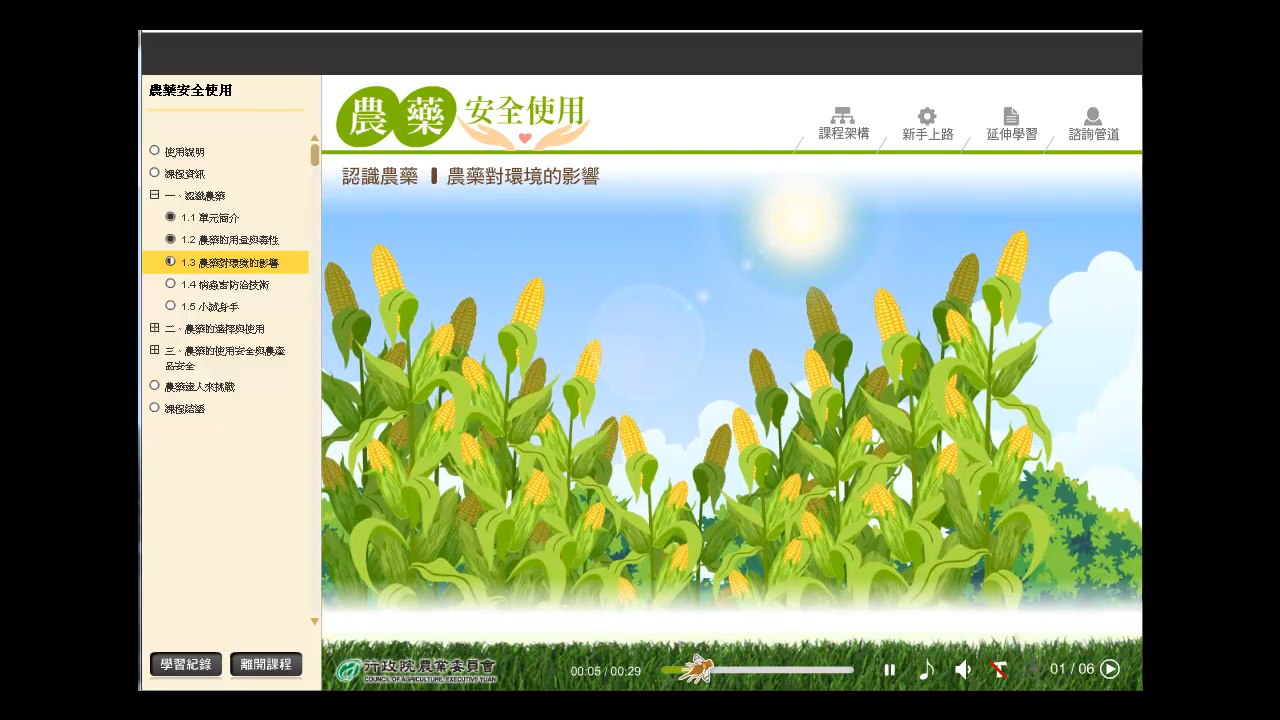 農藥安全使用
使用說明
課程資訊
一、認識農藥
1.1 單元簡介
1.2 農藥的用量與毒性
1.3 農藥對環境的影響
1.4 病蟲害防治技術
1.5 小試身手
二、農藥的選擇與使用
三、農藥的使用安全與農產
品安全
農藥達人來挑戰
課程結語
學習紀錄
離開課程
農藥 安全使用
課程架構
新手上路
延伸學習
諮詢管道
認識農藥 ▎農藥對環境的影響
行政院農業委員會
COUNCIL OF AGRICULTURE, EXECUTIVE YUAN
00:05 / 00:29
01 / 06